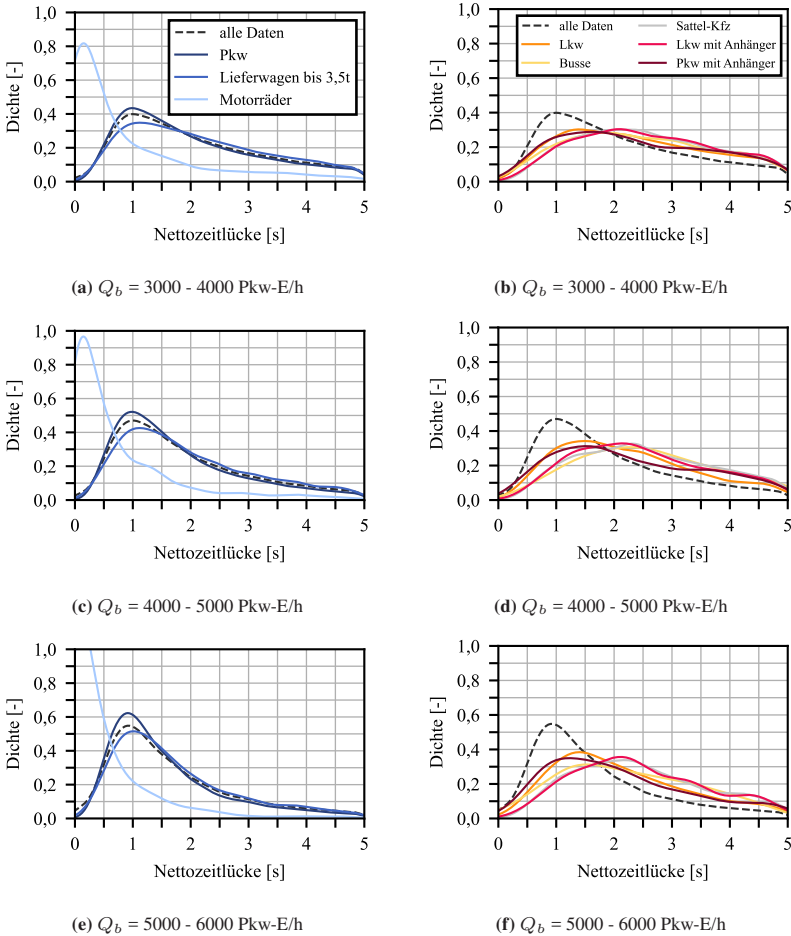 1,0
0,8
0,6
0,4
0,2
0,0
Dichte [-]
alle Daten
Pkw
Lieferwagen bis 3,5t
Motorräder
0 1 2 3 4 5
Nettozeitlücke [s]
(a) Q_b = 3000 - 4000 Pkw-E/h
1,0
0,8
0,6
0,4
0,2
0,0
Dichte [-]
alle Daten
Lkw
Busse
Sattel-Kfz
Lkw mit Anhänger
Pkw mit Anhänger
0 1 2 3 4 5
Nettozeitlücke [s]
(b) Q_b = 3000 - 4000 Pkw-E/h
1,0
0,8
0,6
0,4
0,2
0,0
Dichte [-]
0 1 2 3 4 5
Nettozeitlücke [s]
(c) Q_b = 4000 - 5000 Pkw-E/h
1,0
0,8
0,6
0,4
0,2
0,0
Dichte [-]
0 1 2 3 4 5
Nettozeitlücke [s]
(d) Q_b = 4000 - 5000 Pkw-E/h
1,0
0,8
0,6
0,4
0,2
0,0
Dichte [-]
0 1 2 3 4 5
Nettozeitlücke [s]
(e) Q_b = 5000 - 6000 Pkw-E/h
1,0
0,8
0,6
0,4
0,2
0,0
Dichte [-]
0 1 2 3 4 5
Nettozeitlücke [s]
(f) Q_b = 5000 - 6000 Pkw-E/h